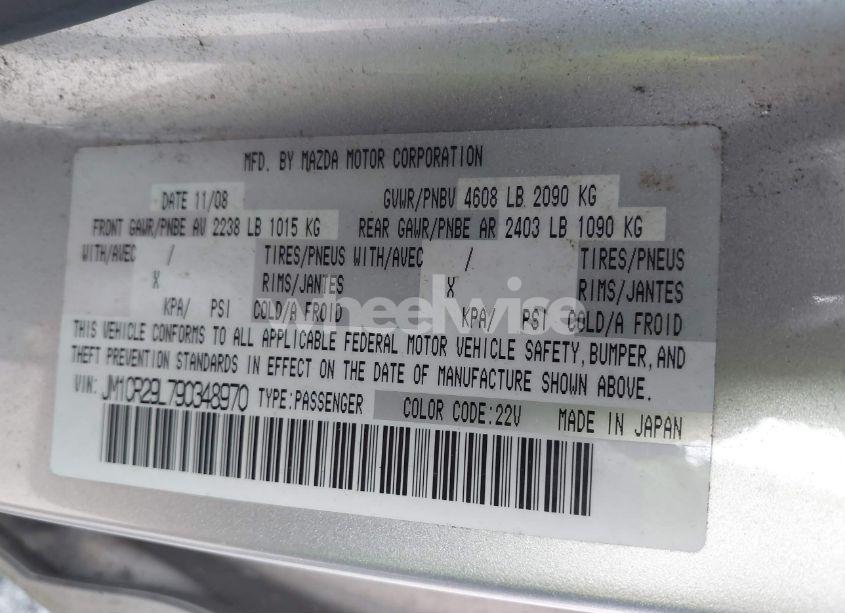 MFD. BY MAZDA MOTOR CORPORATION
DATE 11/08 GVWR/PNBV 4608 LB 2090 KG
FRONT GAWR/PNBE AV 2238 LB 1015 KG REAR GAWR/PNBE AR 2403 LB 1090 KG
WITH/AVEC / TIRES/PNEUS WITH/AVEC / TIRES/PNEUS
X RIMS/JANTES X RIMS/JANTES
KPA/ PSI COLD/A FROID KPA/ PSI COLD/A FROID
wheelwise
THIS VEHICLE CONFORMS TO ALL APPLICABLE FEDERAL MOTOR VEHICLE SAFETY, BUMPER, AND
THEFT PREVENTION STANDARDS IN EFFECT ON THE DATE OF MANUFACTURE SHOWN ABOVE.
VIN: JM1CR29L790348970 TYPE:PASSENGER COLOR CODE:22V MADE IN JAPAN